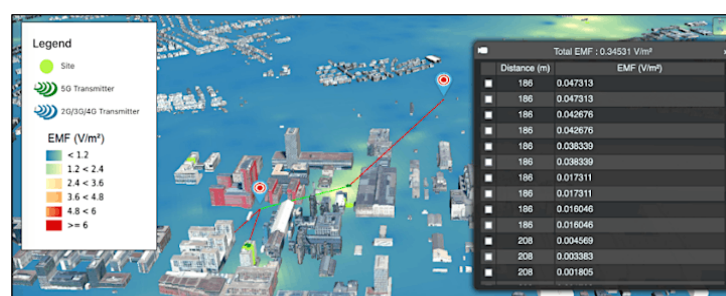 Legend
Site
5G Transmitter
2G/3G/4G Transmitter
EMF (V/m²)
< 1.2
1.2 < 2.4
2.4 < 3.6
3.6 < 4.8
4.8 < 6
>= 6
Total EMF : 0.34531 V/m²
Distance (m) EMF (V/m²)
186 0.047313
186 0.047313
186 0.042676
186 0.042676
186 0.038339
186 0.038339
186 0.017311
186 0.017311
186 0.016046
186 0.016046
208 0.004569
208 0.003383
208 0.001805